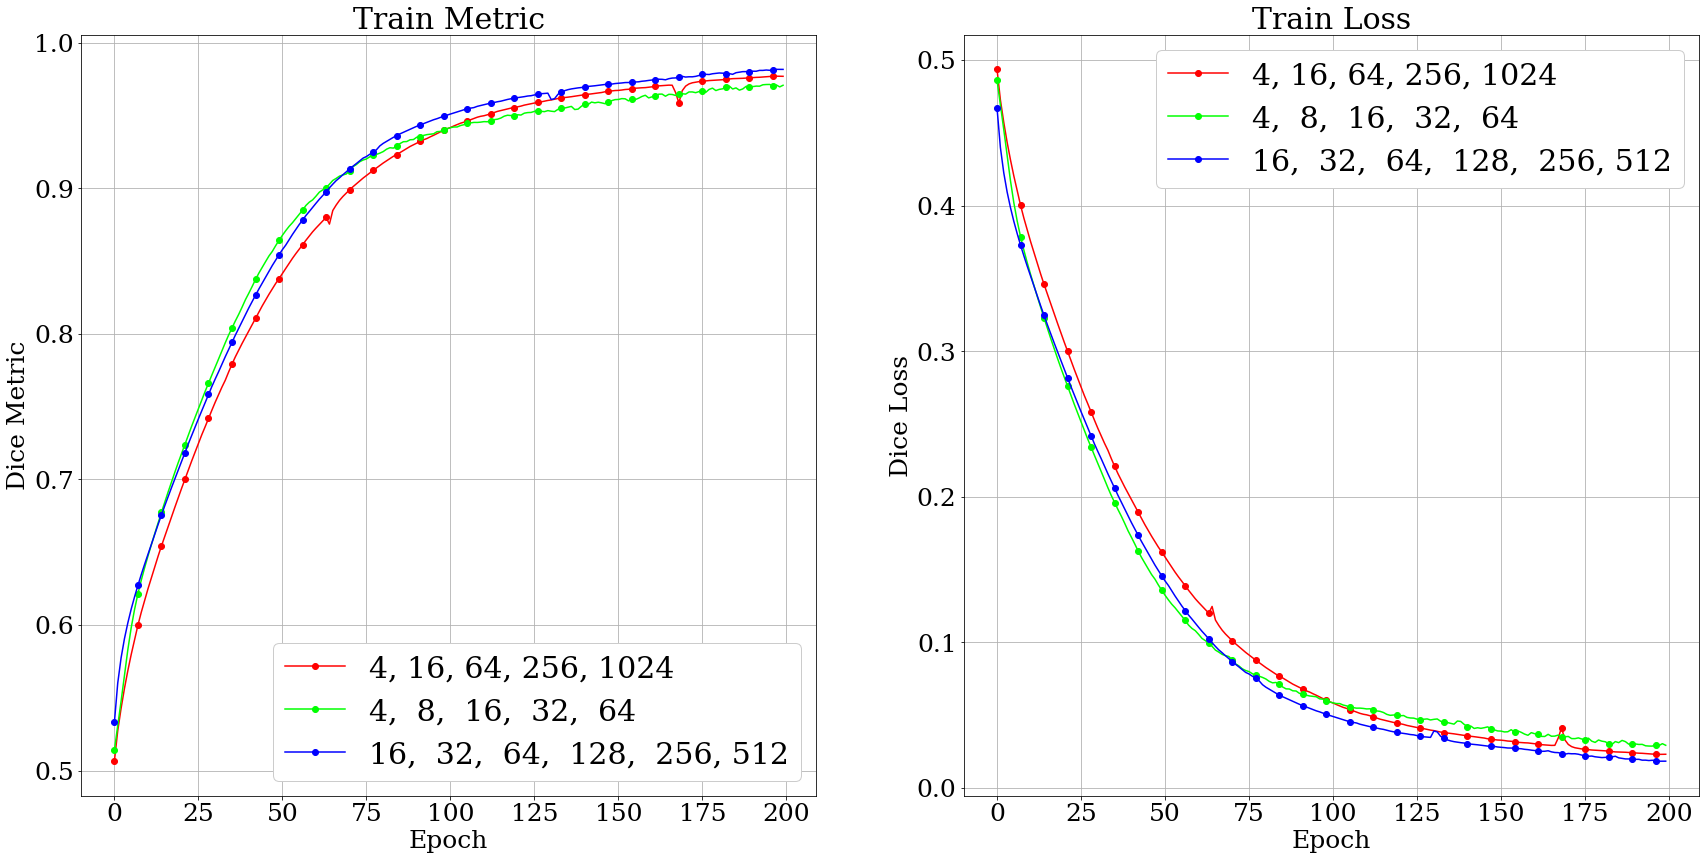 Train Metric
1.0
0.9
0.8
0.7
0.6
0.5
Dice Metric
4, 16, 64, 256, 1024
4, 8, 16, 32, 64
16, 32, 64, 128, 256, 512
0 25 50 75 100 125 150 175 200
Epoch
Train Loss
0.5
0.4
0.3
0.2
0.1
0.0
Dice Loss
4, 16, 64, 256, 1024
4, 8, 16, 32, 64
16, 32, 64, 128, 256, 512
0 25 50 75 100 125 150 175 200
Epoch